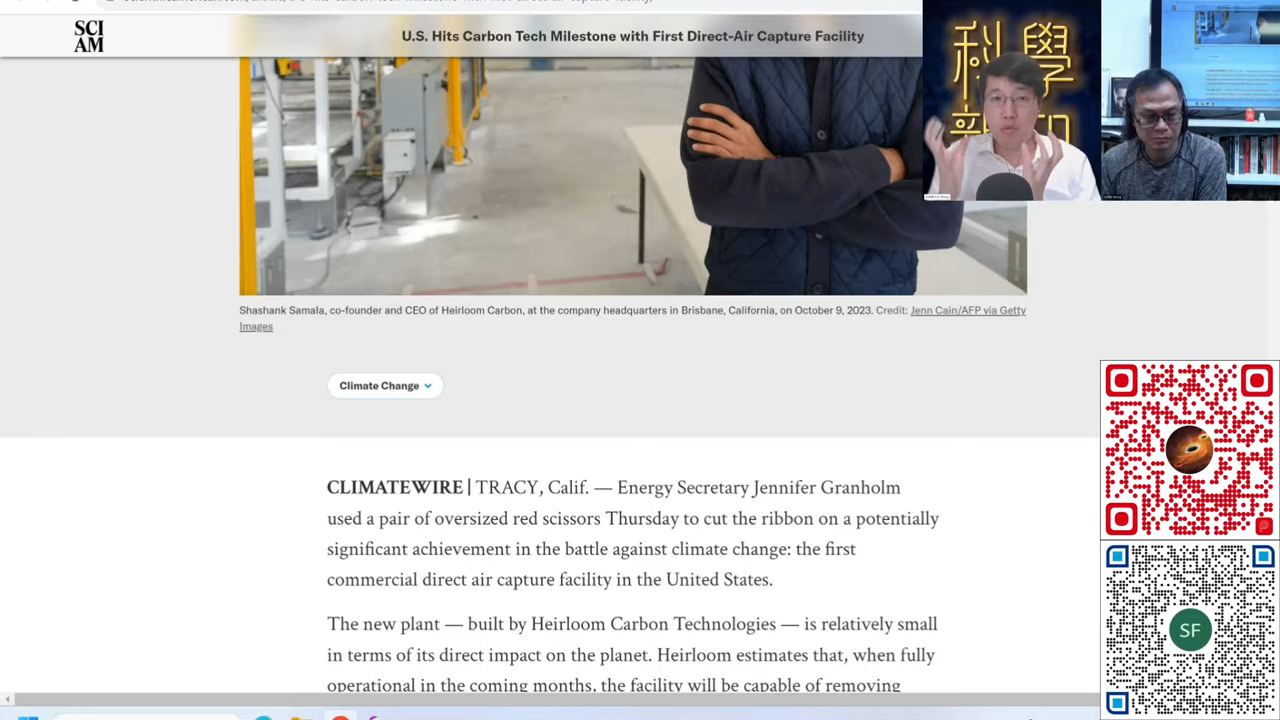 SCI
AM
U.S. Hits Carbon Tech Milestone with First Direct-Air Capture Facility
科學
Shashank Samala, co-founder and CEO of Heirloom Carbon, at the company headquarters in Brisbane, California, on October 9, 2023. Credit: Jenn Cain/AFP via Getty
Images
Climate Change
CLIMATEWIRE | TRACY, Calif. — Energy Secretary Jennifer Granholm
used a pair of oversized red scissors Thursday to cut the ribbon on a potentially
significant achievement in the battle against climate change: the first
commercial direct air capture facility in the United States.
The new plant — built by Heirloom Carbon Technologies — is relatively small
in terms of its direct impact on the planet. Heirloom estimates that, when fully
operational in the coming months, the facility will be capable of removing
SF